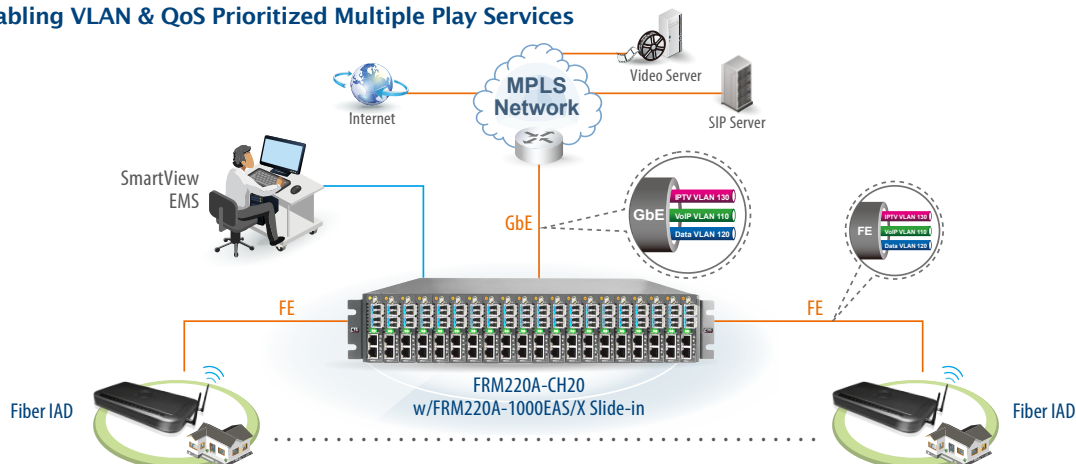 abling VLAN & QoS Prioritized Multiple Play Services
MPLS
Network
Video Server
Internet
SIP Server
SmartView
EMS
GbE
GbE
IPTV VLAN 130
VoIP VLAN 110
Data VLAN 120
FE
IPTV VLAN 130
VoIP VLAN 110
Data VLAN 120
FE
FE
FRM220A-CH20
w/FRM220A-1000EAS/X Slide-in
Fiber IAD
Fiber IAD